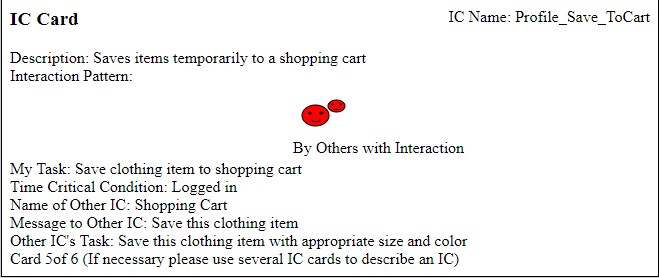 IC Card
IC Name: Profile_Save_ToCart
Description: Saves items temporarily to a shopping cart
Interaction Pattern:
By Others with Interaction
My Task: Save clothing item to shopping cart
Time Critical Condition: Logged in
Name of Other IC: Shopping Cart
Message to Other IC: Save this clothing item
Other IC's Task: Save this clothing item with appropriate size and color
Card 5of 6 (If necessary please use several IC cards to describe an IC)